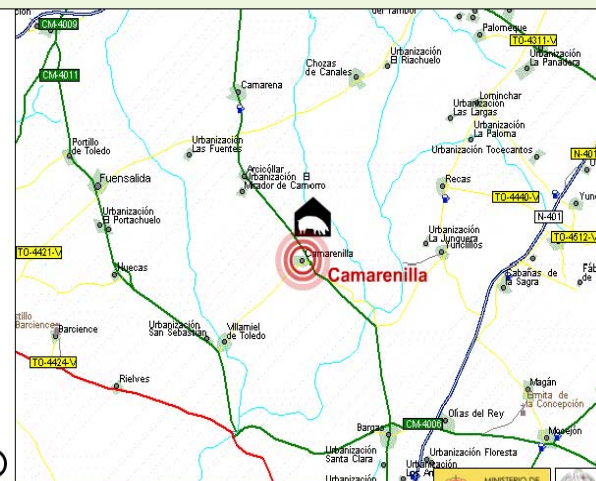 CM-4009
del Tambor
Palomeque
TO-4311-V
Urbanización
El Riachuelo
Urbanización
La Panadera
CM-4011
Chozas
de Canales
Camarena
Lominchar
Urbanización
Las Largas
Urbanización
La Paloma
Urbanización
Las Fuentes
Portillo
de Toledo
Urbanización Tocecantos
N-401
Arcicóllar
Urbanización El
Mirador de Camorro
Fuensalida
Recas
TO-4440-V
N-401
Urbanización
El Portachuelo
Urbanización
La Junquera
Yunclillos
TO-4512-V
TO-4421-V
Camarenilla
Camarenilla
Huecas
Cabañas de
la Sagra
Barcience
Urbanización
San Sebastián
Villamiel
de Toledo
TO-4424-V
Rielves
Magán
Ermita de
la Concepción
Olías del Rey
CM-4006
Bargas
Mocejón
Urbanización
Santa Clara
Urbanización Floresta
Urbanización
MINISTERIO DE